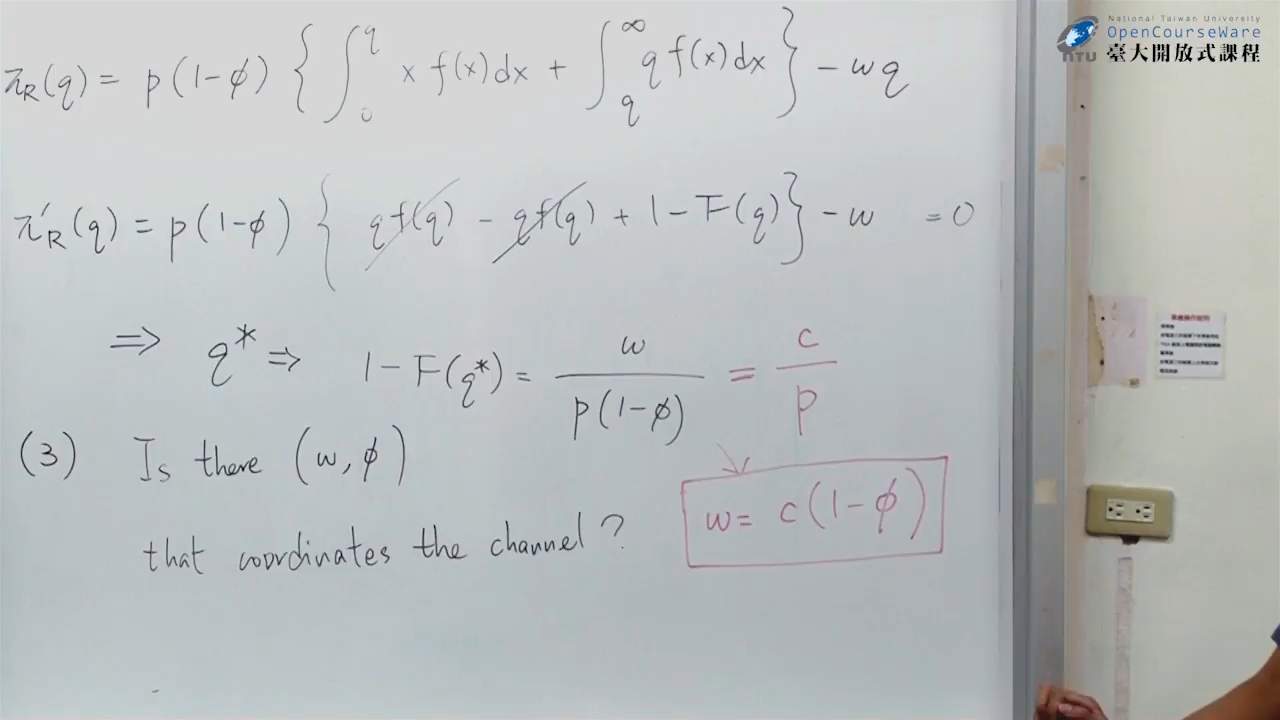 National Taiwan University
OpenCourseWare
NTU 臺大開放式課程
π_R(q) = p(1-φ) { ∫_0^q x f(x)dx + ∫_q^∞ q f(x)dx } - wq
π'_R(q) = p(1-φ) { qf(q) - qf(q) + 1 - F(q) } - w = 0
⇒ q* ⇒ 1 - F(q*) = w / p(1-φ) = c / p
(3) Is there (w, φ)
w = c(1-φ)
that coordinates the channel?